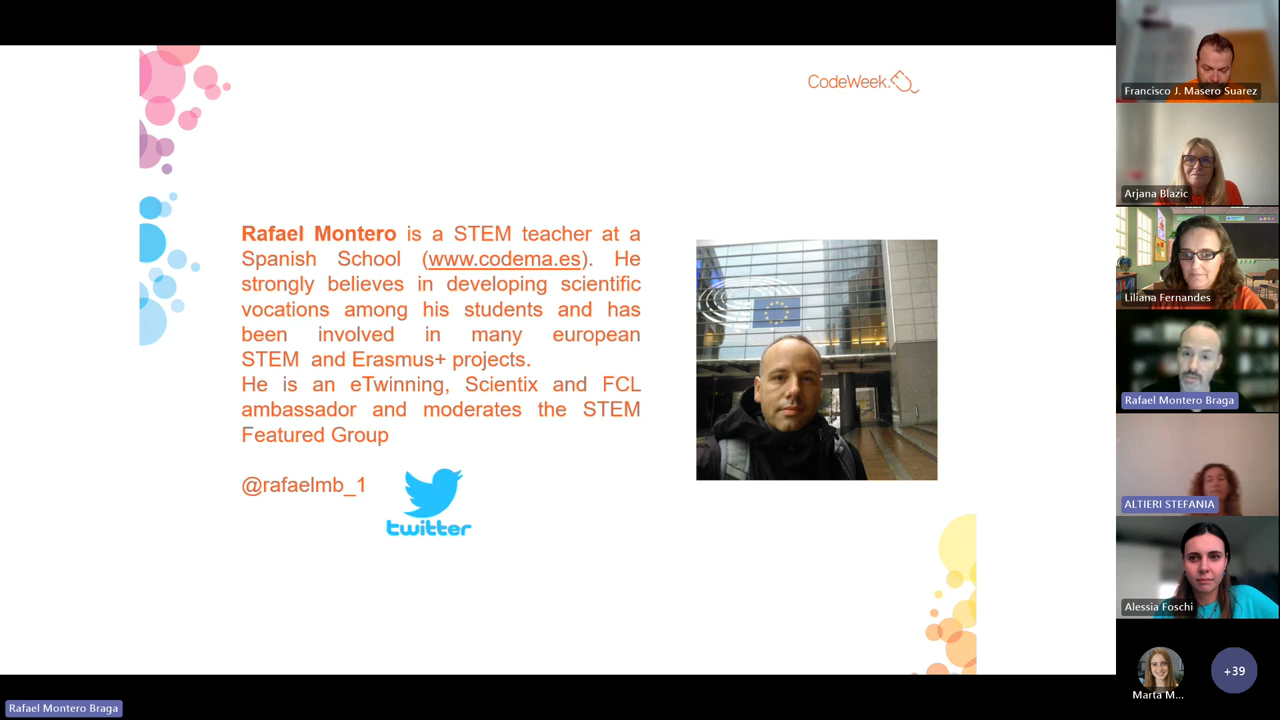 CodeWeek.
Rafael Montero is a STEM teacher at a
Spanish School (www.codema.es). He
strongly believes in developing scientific
vocations among his students and has
been involved in many european
STEM and Erasmus+ projects.
He is an eTwinning, Scientix and FCL
ambassador and moderates the STEM
Featured Group
@rafaelmb_1
twitter
Francisco J. Masero Suarez
Arjana Blazic
Liliana Fernandes
Rafael Montero Braga
ALTIERI STEFANIA
Alessia Foschi
Marta M...
+39
Rafael Montero Braga